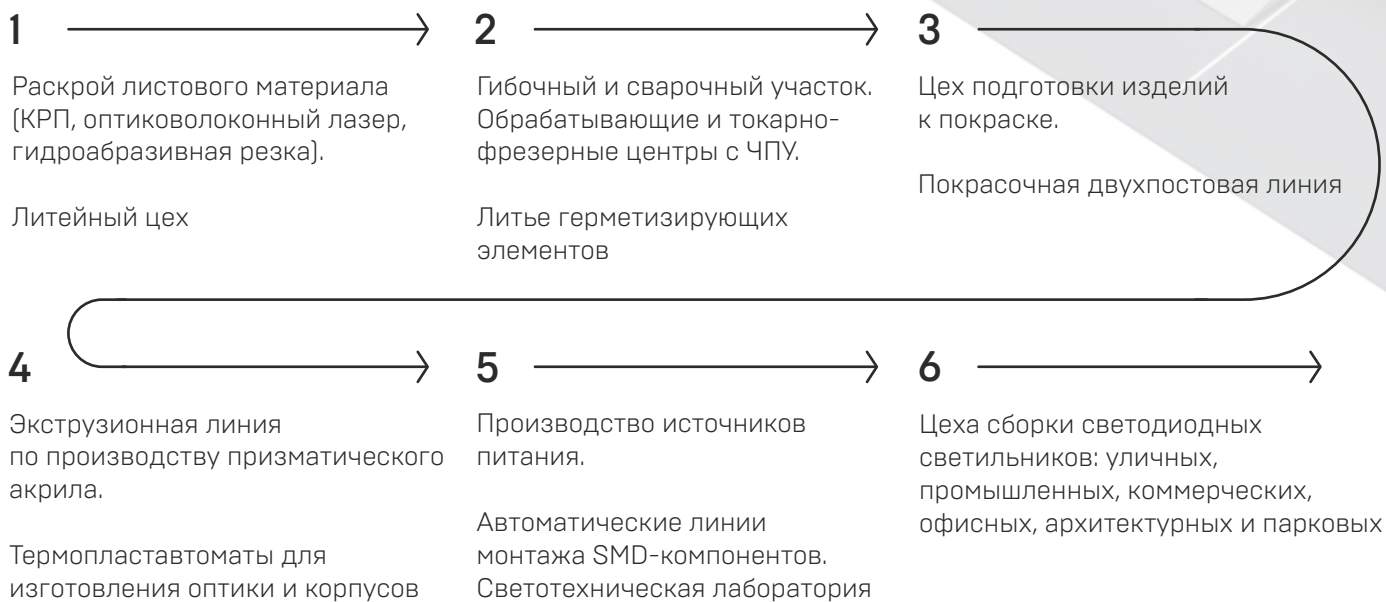 1
Раскрой листового материала
(КРП, оптиковолоконный лазер,
гидроабразивная резка).
Литейный цех
2
Гибочный и сварочный участок.
Обрабатывающие и токарно-
фрезерные центры с ЧПУ.
Литье герметизирующих
элементов
3
Цех подготовки изделий
к покраске.
Покрасочная двухпостовая линия
4
Экструзионная линия
по производству призматического
акрила.
Термопластавтоматы для
изготовления оптики и корпусов
5
Производство источников
питания.
Автоматические линии
монтажа SMD-компонентов.
Светотехническая лаборатория
6
Цеха сборки светодиодных
светильников: уличных,
промышленных, коммерческих,
офисных, архитектурных и парковых